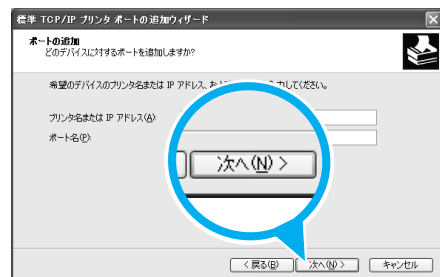 標準 TCP/IP プリンタ ポートの追加ウィザード
ポートの追加
どのデバイスに対するポートを追加しますか?
希望のデバイスのプリンタ名または IP アドレス、お
力してください。
プリンタ名または IP アドレス(A):
ポート名(P):
次へ(N) >
< 戻る(B)
次へ(N) >
キャンセル